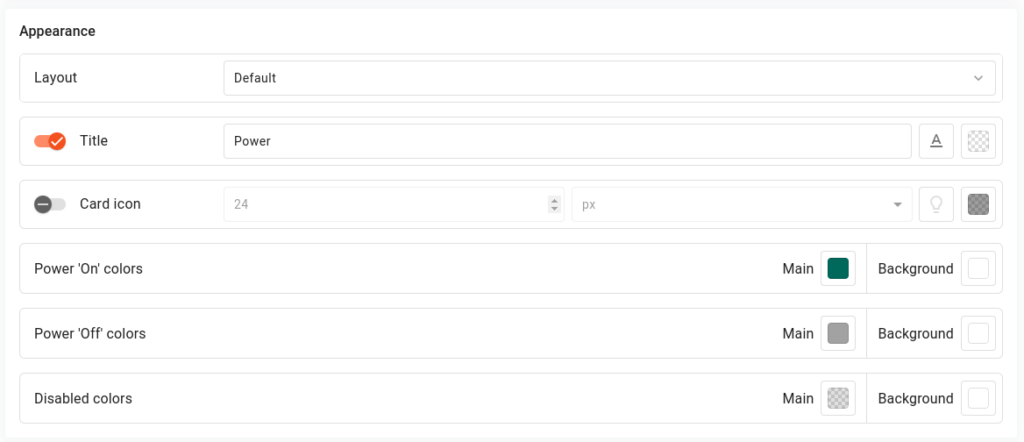 Appearance
Layout Default
Title Power A
Card icon 24 px
Power 'On' colors Main Background
Power 'Off' colors Main Background
Disabled colors Main Background